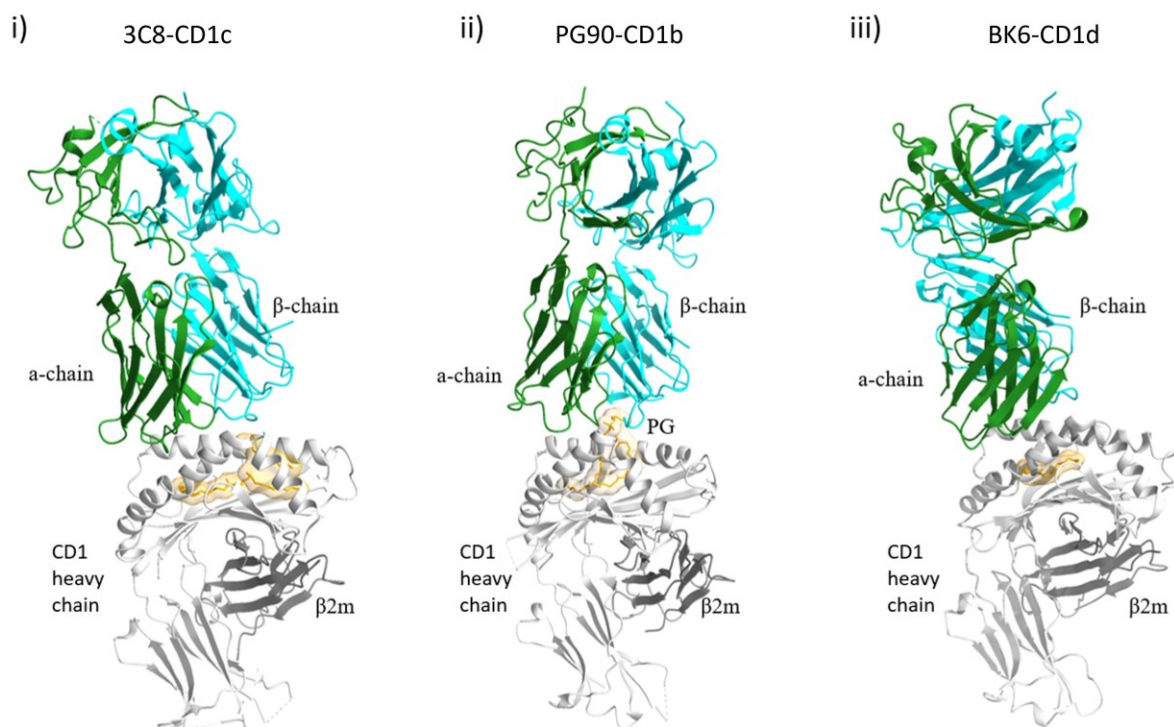 i)
3C8-CD1c
ii)
PG90-CD1b
iii)
BK6-CD1d
β-chain
a-chain
CD1
heavy
chain
β2m
β-chain
a-chain
PG
CD1
heavy
chain
β2m
β-chain
a-chain
CD1
heavy
chain
β2m